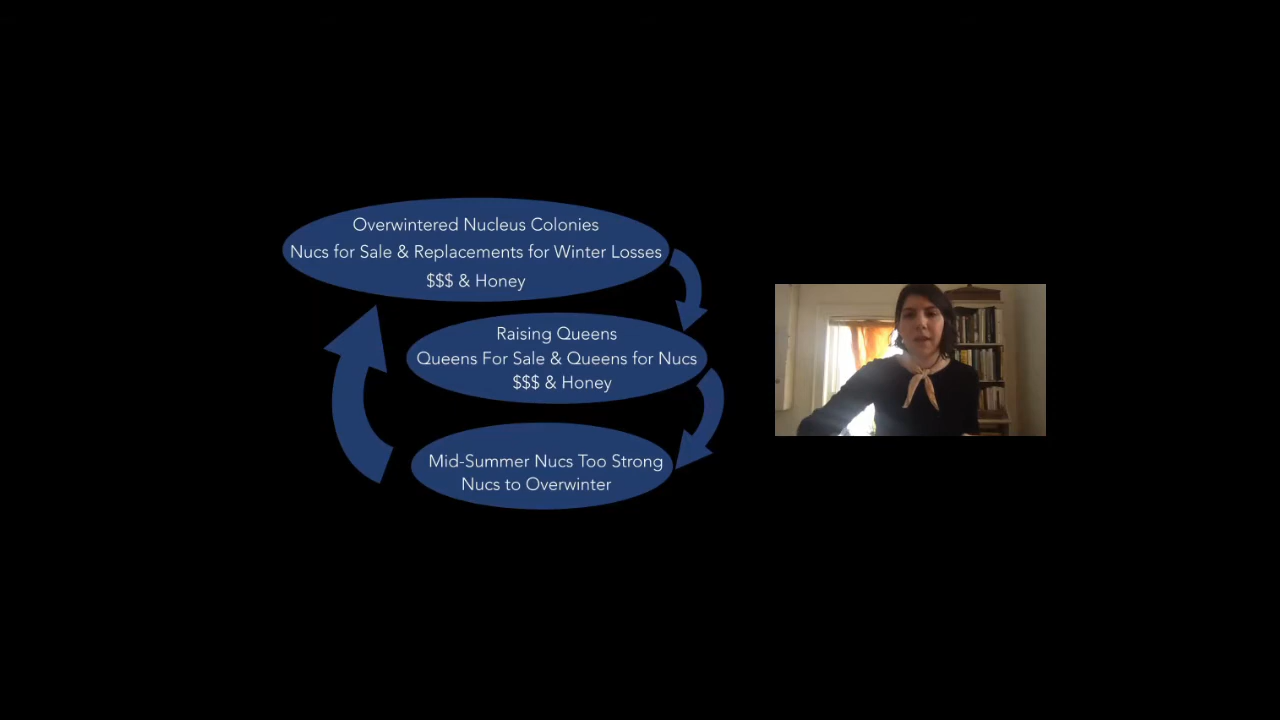 Overwintered Nucleus Colonies
Nucs for Sale & Replacements for Winter Losses
$$$ & Honey
Raising Queens
Queens For Sale & Queens for Nucs
$$$ & Honey
Mid-Summer Nucs Too Strong
Nucs to Overwinter